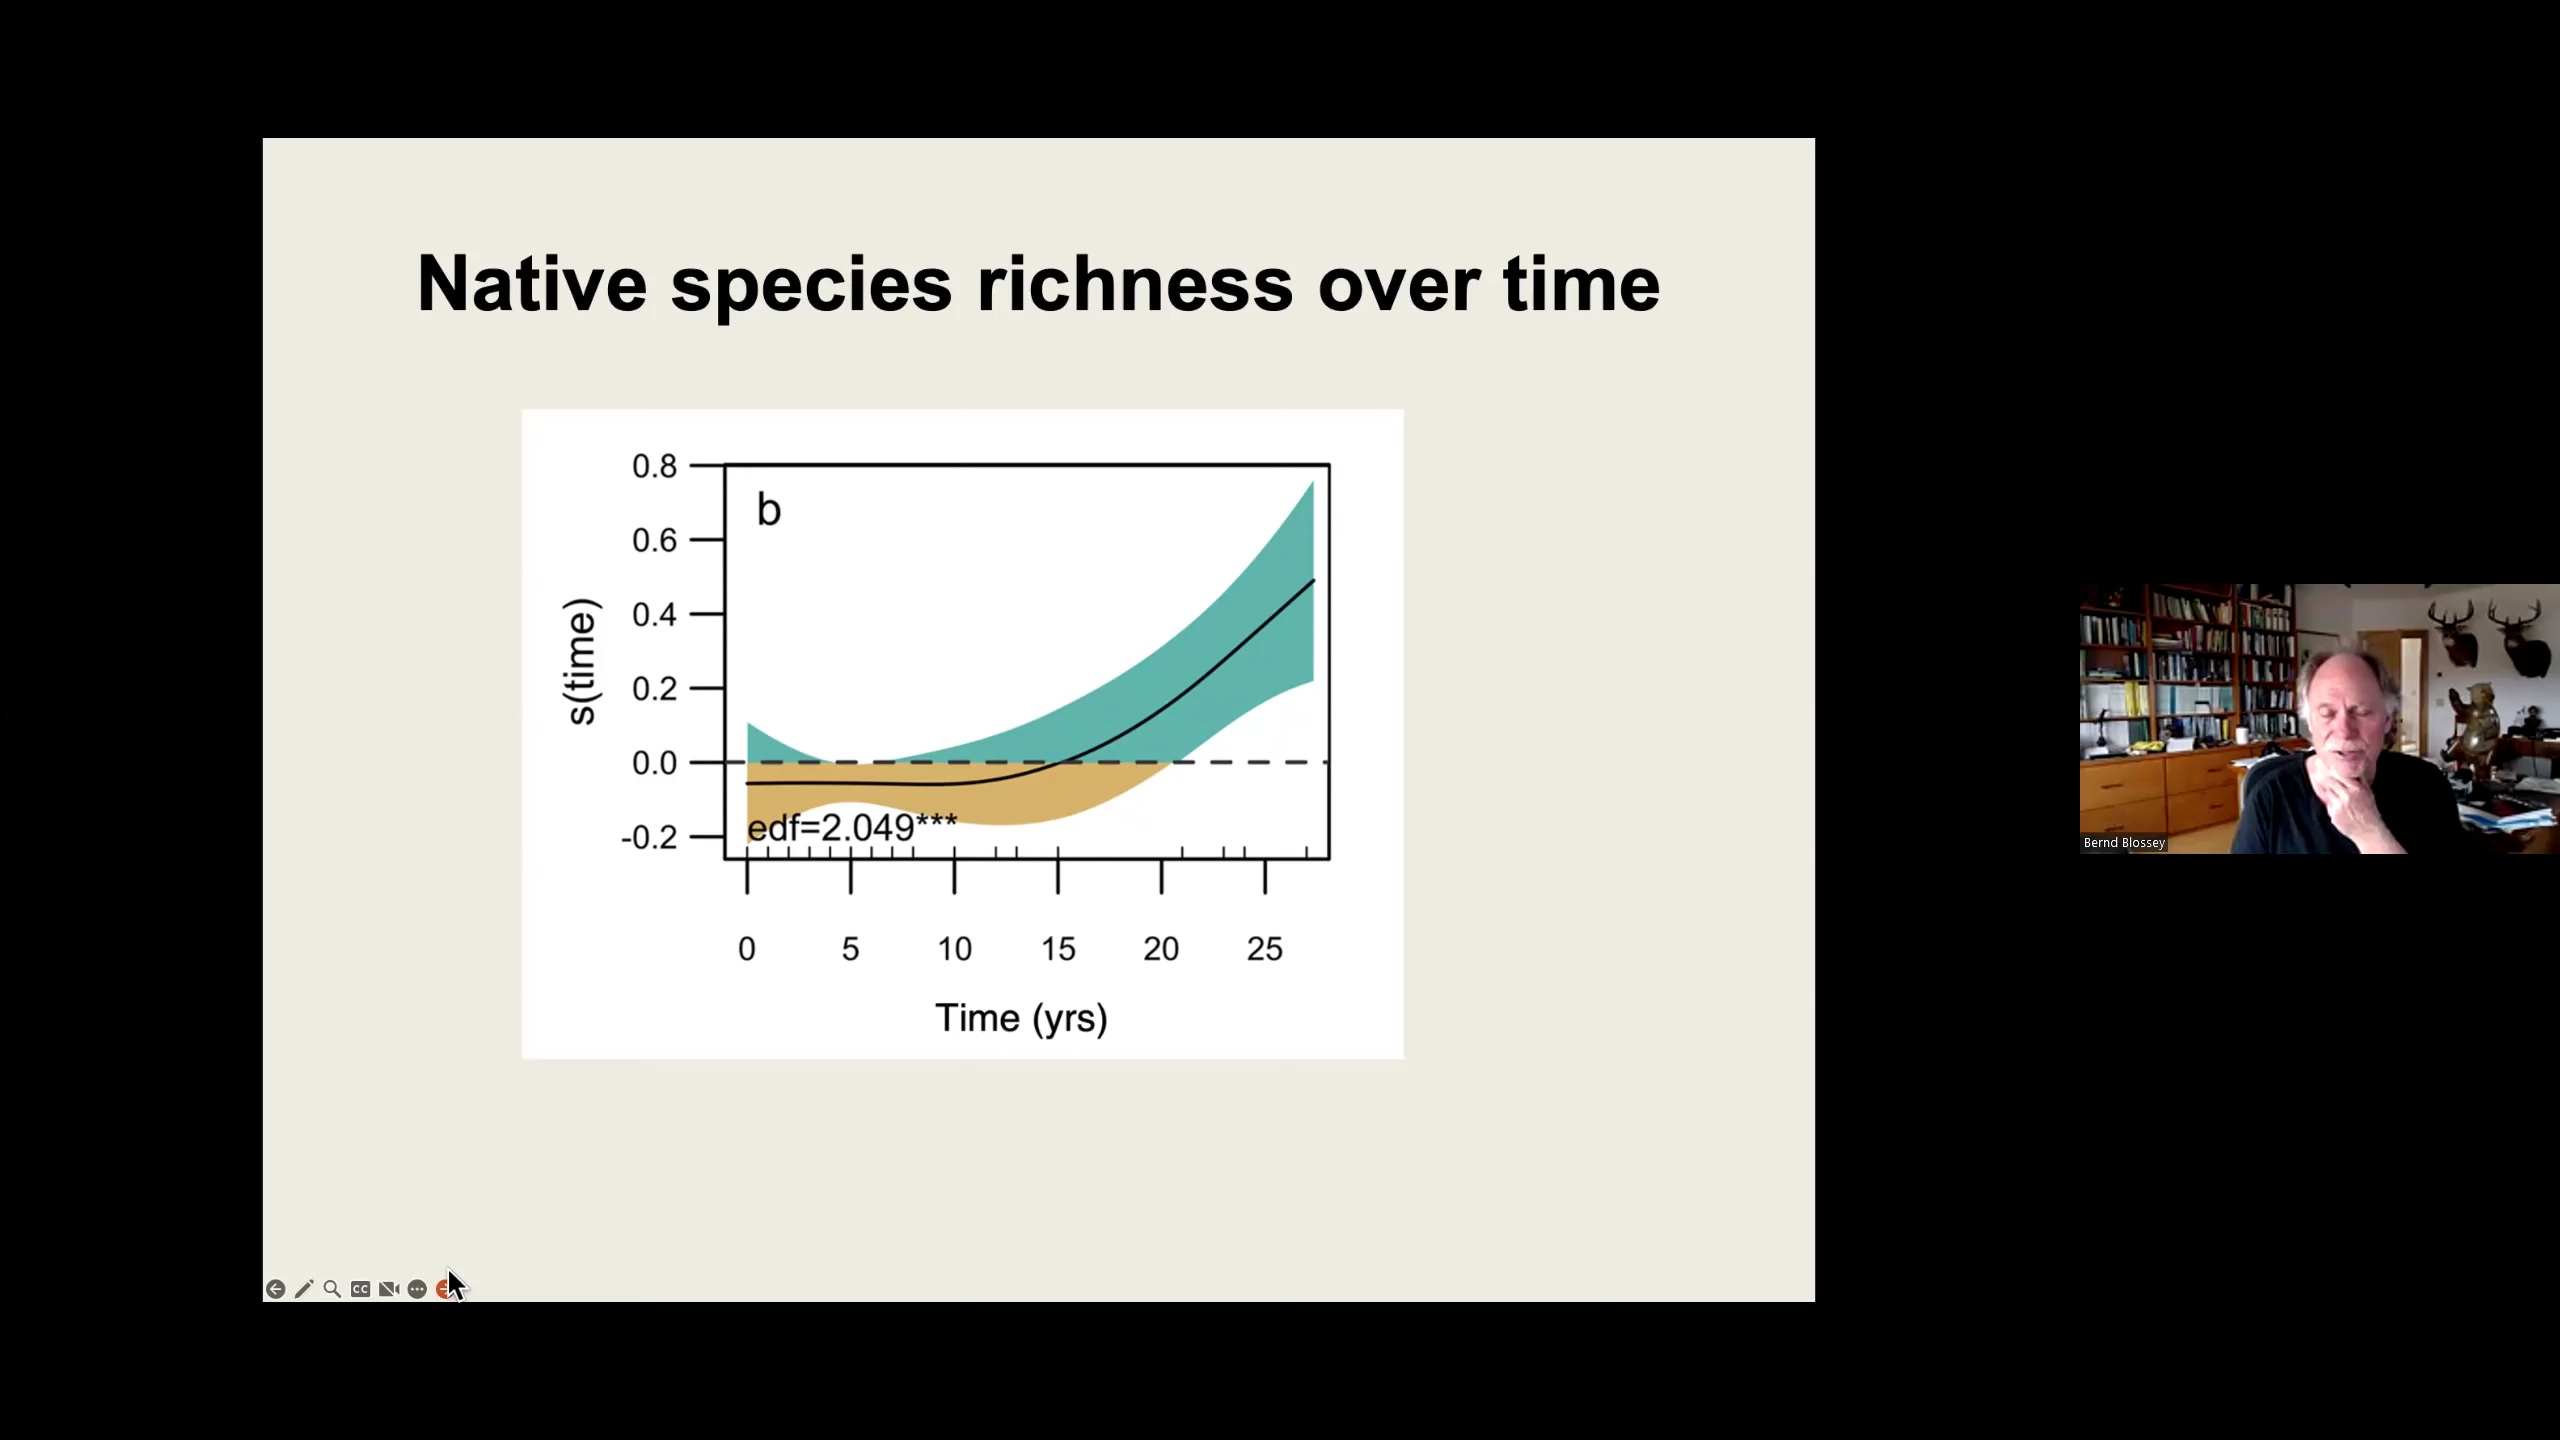 Native species richness over time
b
0.8
0.6
0.4
0.2
0.0
-0.2
s(time)
edf=2.049***
0 5 10 15 20 25
Time (yrs)
CC
Bernd Blossey